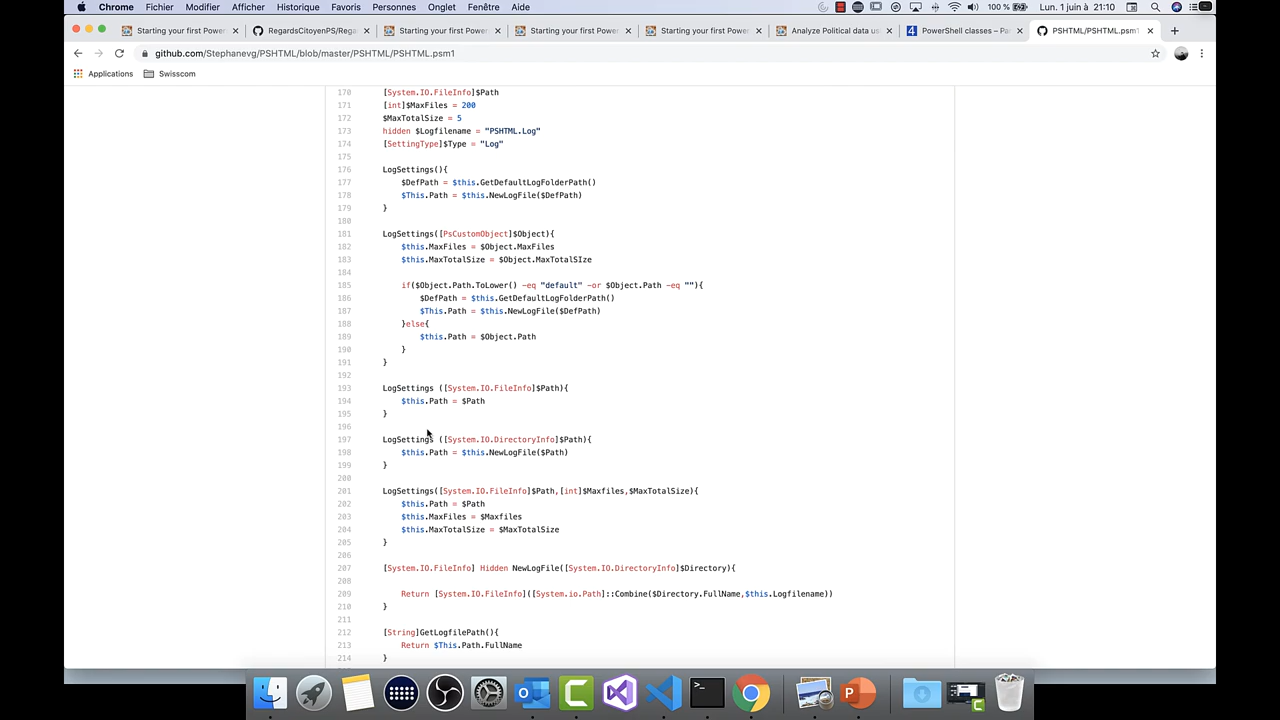 Chrome Fichier Modifier Afficher Historique Favoris Personnes Onglet Fenêtre Aide 100 % Lun. 1 juin à 21:10
Starting your first Power RegardsCitoyenPS/Rega Starting your first Power Starting your first Power Starting your first Power Analyze Political data us PowerShell classes – Pa PSHTML/PSHTML.psm1
github.com/Stephanevg/PSHTML/blob/master/PSHTML/PSHTML.psm1
Applications Swisscom
170 [System.IO.FileInfo]$Path
171 [int]$MaxFiles = 200
172 $MaxTotalSize = 5
173 hidden $Logfilename = "PSHTML.Log"
174 [SettingType]$Type = "Log"
175
176 LogSettings(){
177 $DefPath = $this.GetDefaultLogFolderPath()
178 $This.Path = $this.NewLogFile($DefPath)
179 }
180
181 LogSettings([PsCustomObject]$Object){
182 $this.MaxFiles = $Object.MaxFiles
183 $this.MaxTotalSize = $Object.MaxTotalSIze
184
185 if($Object.Path.ToLower() -eq "default" -or $Object.Path -eq ""){
186 $DefPath = $this.GetDefaultLogFolderPath()
187 $This.Path = $this.NewLogFile($DefPath)
188 }else{
189 $this.Path = $Object.Path
190 }
191 }
192
193 LogSettings ([System.IO.FileInfo]$Path){
194 $this.Path = $Path
195 }
196
197 LogSettings ([System.IO.DirectoryInfo]$Path){
198 $this.Path = $this.NewLogFile($Path)
199 }
200
201 LogSettings([System.IO.FileInfo]$Path,[int]$Maxfiles,$MaxTotalSize){
202 $this.Path = $Path
203 $this.MaxFiles = $Maxfiles
204 $this.MaxTotalSize = $MaxTotalSize
205 }
206
207 [System.IO.FileInfo] Hidden NewLogFile([System.IO.DirectoryInfo]$Directory){
208
209 Return [System.IO.FileInfo]([System.io.Path]::Combine($Directory.FullName,$this.Logfilename))
210 }
211
212 [String]GetLogfilePath(){
213 Return $This.Path.FullName
214 }